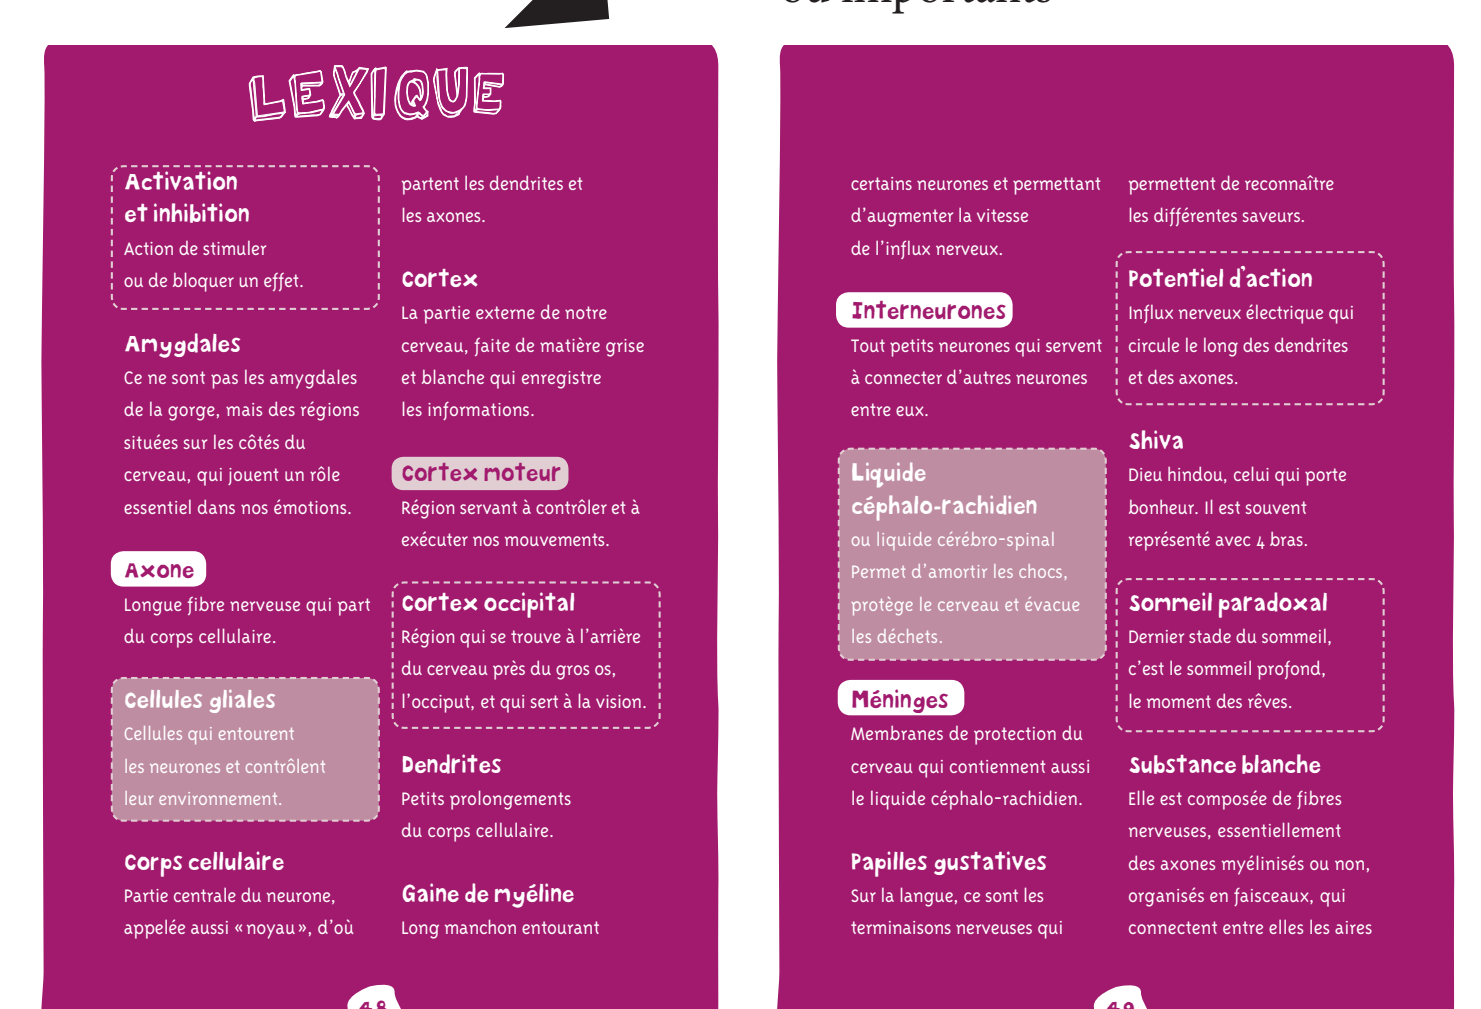 ou importants
LEXIQUE
Activation
et inhibition
Action de stimuler
ou de bloquer un effet.
Amygdales
Ce ne sont pas les amygdales
de la gorge, mais des régions
situées sur les côtés du
cerveau, qui jouent un rôle
essentiel dans nos émotions.
Axone
Longue fibre nerveuse qui part
du corps cellulaire.
Cellules gliales
Cellules qui entourent
les neurones et contrôlent
leur environnement.
Corps cellulaire
Partie centrale du neurone,
appelée aussi « noyau », d'où
partent les dendrites et
les axones.
Cortex
La partie externe de notre
cerveau, faite de matière grise
et blanche qui enregistre
les informations.
Cortex moteur
Région servant à contrôler et à
exécuter nos mouvements.
Cortex occipital
Région qui se trouve à l'arrière
du cerveau près du gros os,
l'occiput, et qui sert à la vision.
Dendrites
Petits prolongements
du corps cellulaire.
Gaine de myéline
Long manchon entourant
48
certains neurones et permettant
d'augmenter la vitesse
de l'influx nerveux.
Interneurones
Tout petits neurones qui servent
à connecter d'autres neurones
entre eux.
Liquide
céphalo-rachidien
ou liquide cérébro-spinal
Permet d'amortir les chocs,
protège le cerveau et évacue
les déchets.
Méninges
Membranes de protection du
cerveau qui contiennent aussi
le liquide céphalo-rachidien.
Papilles gustatives
Sur la langue, ce sont les
terminaisons nerveuses qui
permettent de reconnaître
les différentes saveurs.
Potentiel d'action
Influx nerveux électrique qui
circule le long des dendrites
et des axones.
Shiva
Dieu hindou, celui qui porte
bonheur. Il est souvent
représenté avec 4 bras.
Sommeil paradoxal
Dernier stade du sommeil,
c'est le sommeil profond,
le moment des rêves.
Substance blanche
Elle est composée de fibres
nerveuses, essentiellement
des axones myélinisés ou non,
organisés en faisceaux, qui
connectent entre elles les aires
49